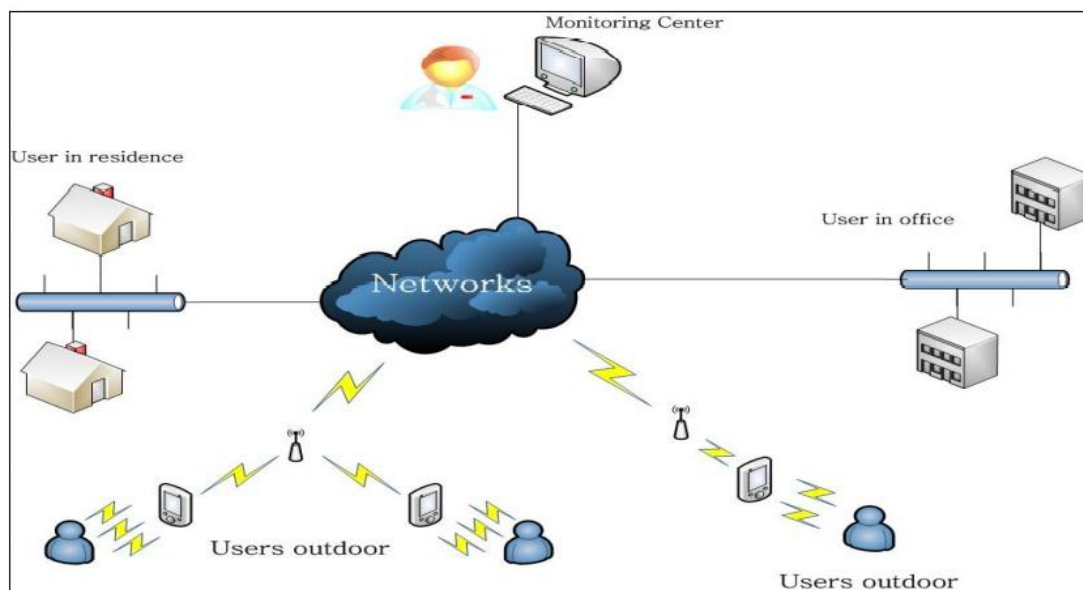 Monitoring Center
User in residence
User in office
Networks
Users outdoor
Users outdoor